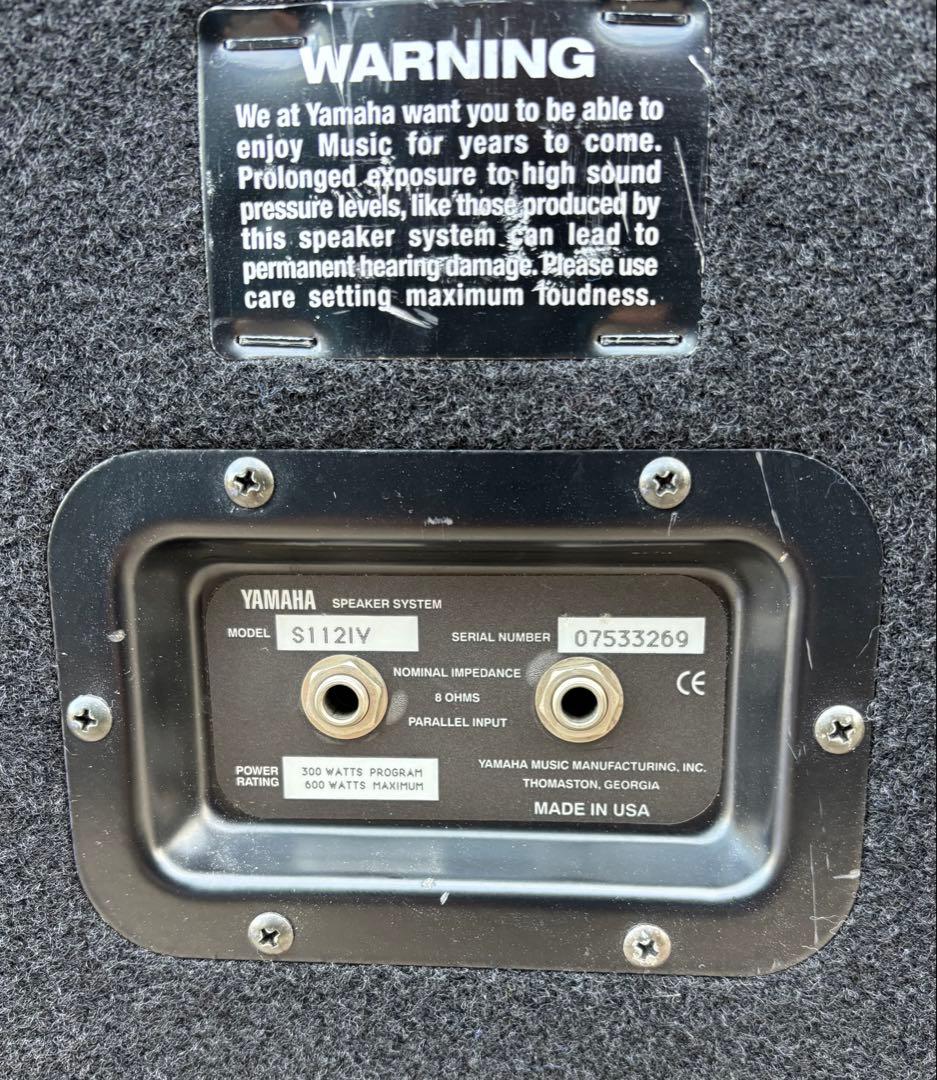 WARNING
We at Yamaha want you to be able to
enjoy Music for years to come.
Prolonged exposure to high sound
pressure levels, like those produced by
this speaker system can lead to
permanent hearing damage. Please use
care setting maximum loudness.
YAMAHA SPEAKER SYSTEM
MODEL S112IV SERIAL NUMBER 07533269
NOMINAL IMPEDANCE
8 OHMS
PARALLEL INPUT
CE
POWER RATING
300 WATTS PROGRAM
600 WATTS MAXIMUM
YAMAHA MUSIC MANUFACTURING, INC.
THOMASTON, GEORGIA
MADE IN USA